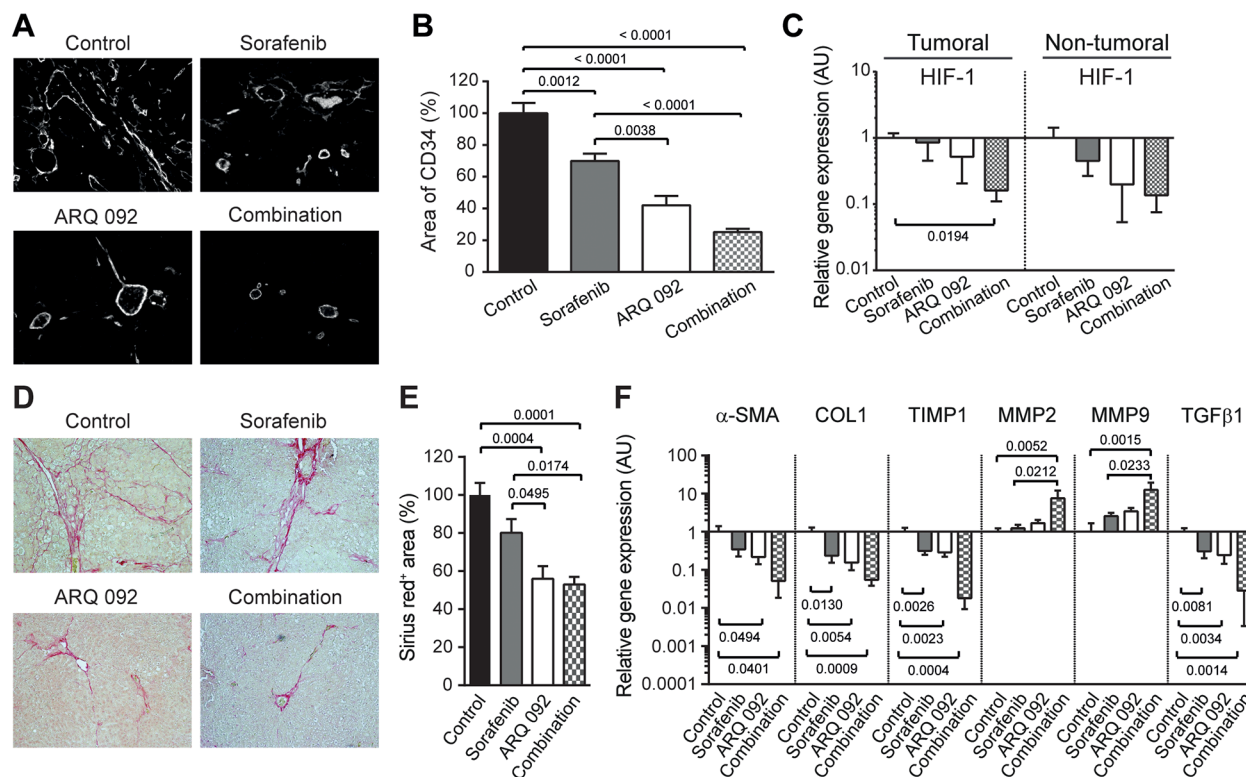 A
Control
Sorafenib
ARQ 092
Combination
B
< 0.0001
< 0.0001
0.0012
< 0.0001
0.0038
Area of CD34 (%)
120
100
80
60
40
20
0
Control
Sorafenib
ARQ 092
Combination
C
Tumoral
Non-tumoral
HIF-1
HIF-1
Relative gene expression (AU)
10
1
0.1
0.01
0.0194
Control
Sorafenib
ARQ 092
Combination
Control
Sorafenib
ARQ 092
Combination
D
Control
Sorafenib
ARQ 092
Combination
E
0.0001
0.0004
0.0174
0.0495
Sirius red⁺ area (%)
120
100
80
60
40
20
0
Control
Sorafenib
ARQ 092
Combination
F
α-SMA
COL1
TIMP1
MMP2
MMP9
TGFβ1
Relative gene expression (AU)
100
10
1
0.1
0.01
0.001
0.0001
0.0494
0.0401
0.0130
0.0054
0.0009
0.0026
0.0023
0.0004
0.0052
0.0212
0.0015
0.0233
0.0081
0.0034
0.0014
Control
Sorafenib
ARQ 092
Combination
Control
Sorafenib
ARQ 092
Combination
Control
Sorafenib
ARQ 092
Combination
Control
Sorafenib
ARQ 092
Combination
Control
Sorafenib
ARQ 092
Combination
Control
Sorafenib
ARQ 092
Combination